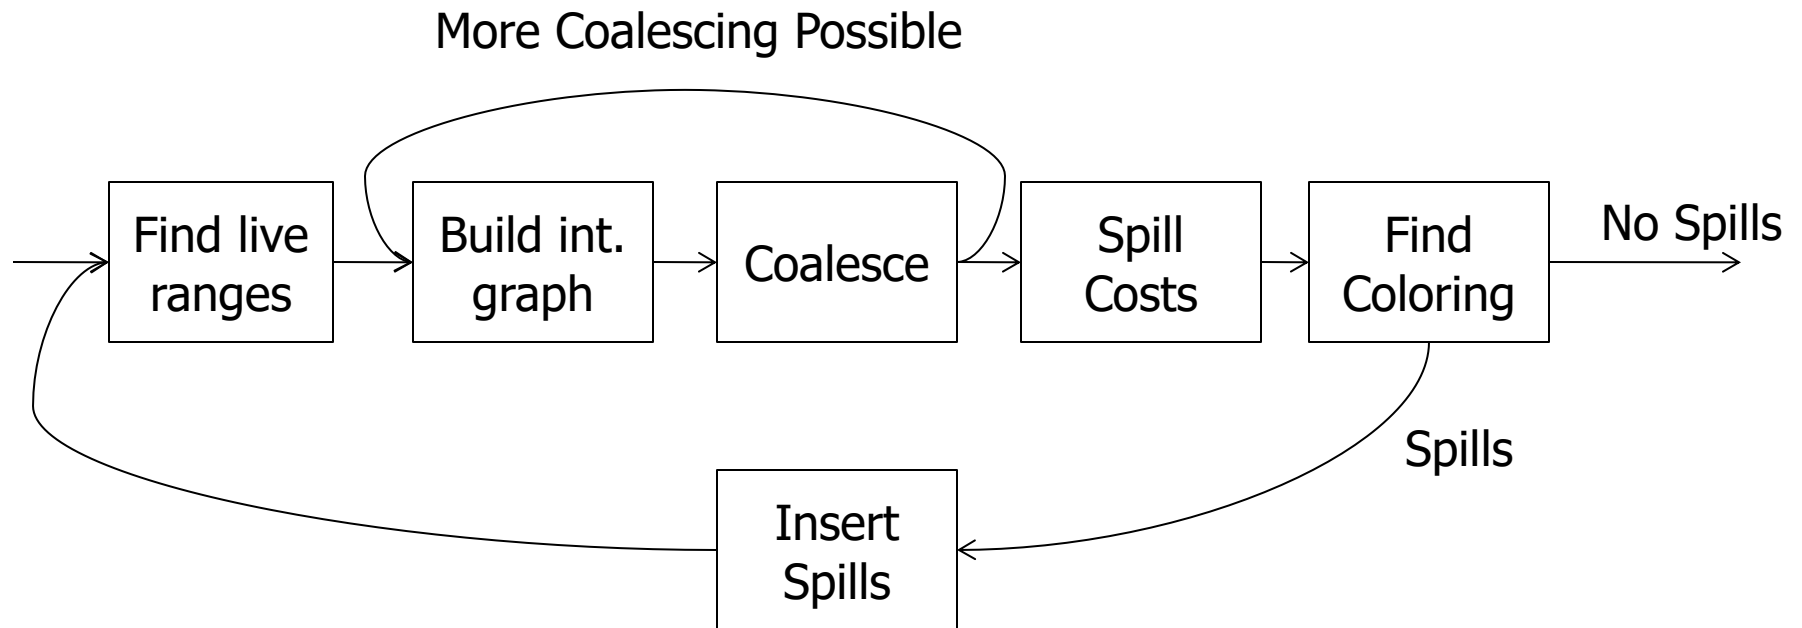 More Coalescing Possible
Find live
ranges
Build int.
graph
Coalesce
Spill
Costs
Find
Coloring
No Spills
Spills
Insert
Spills